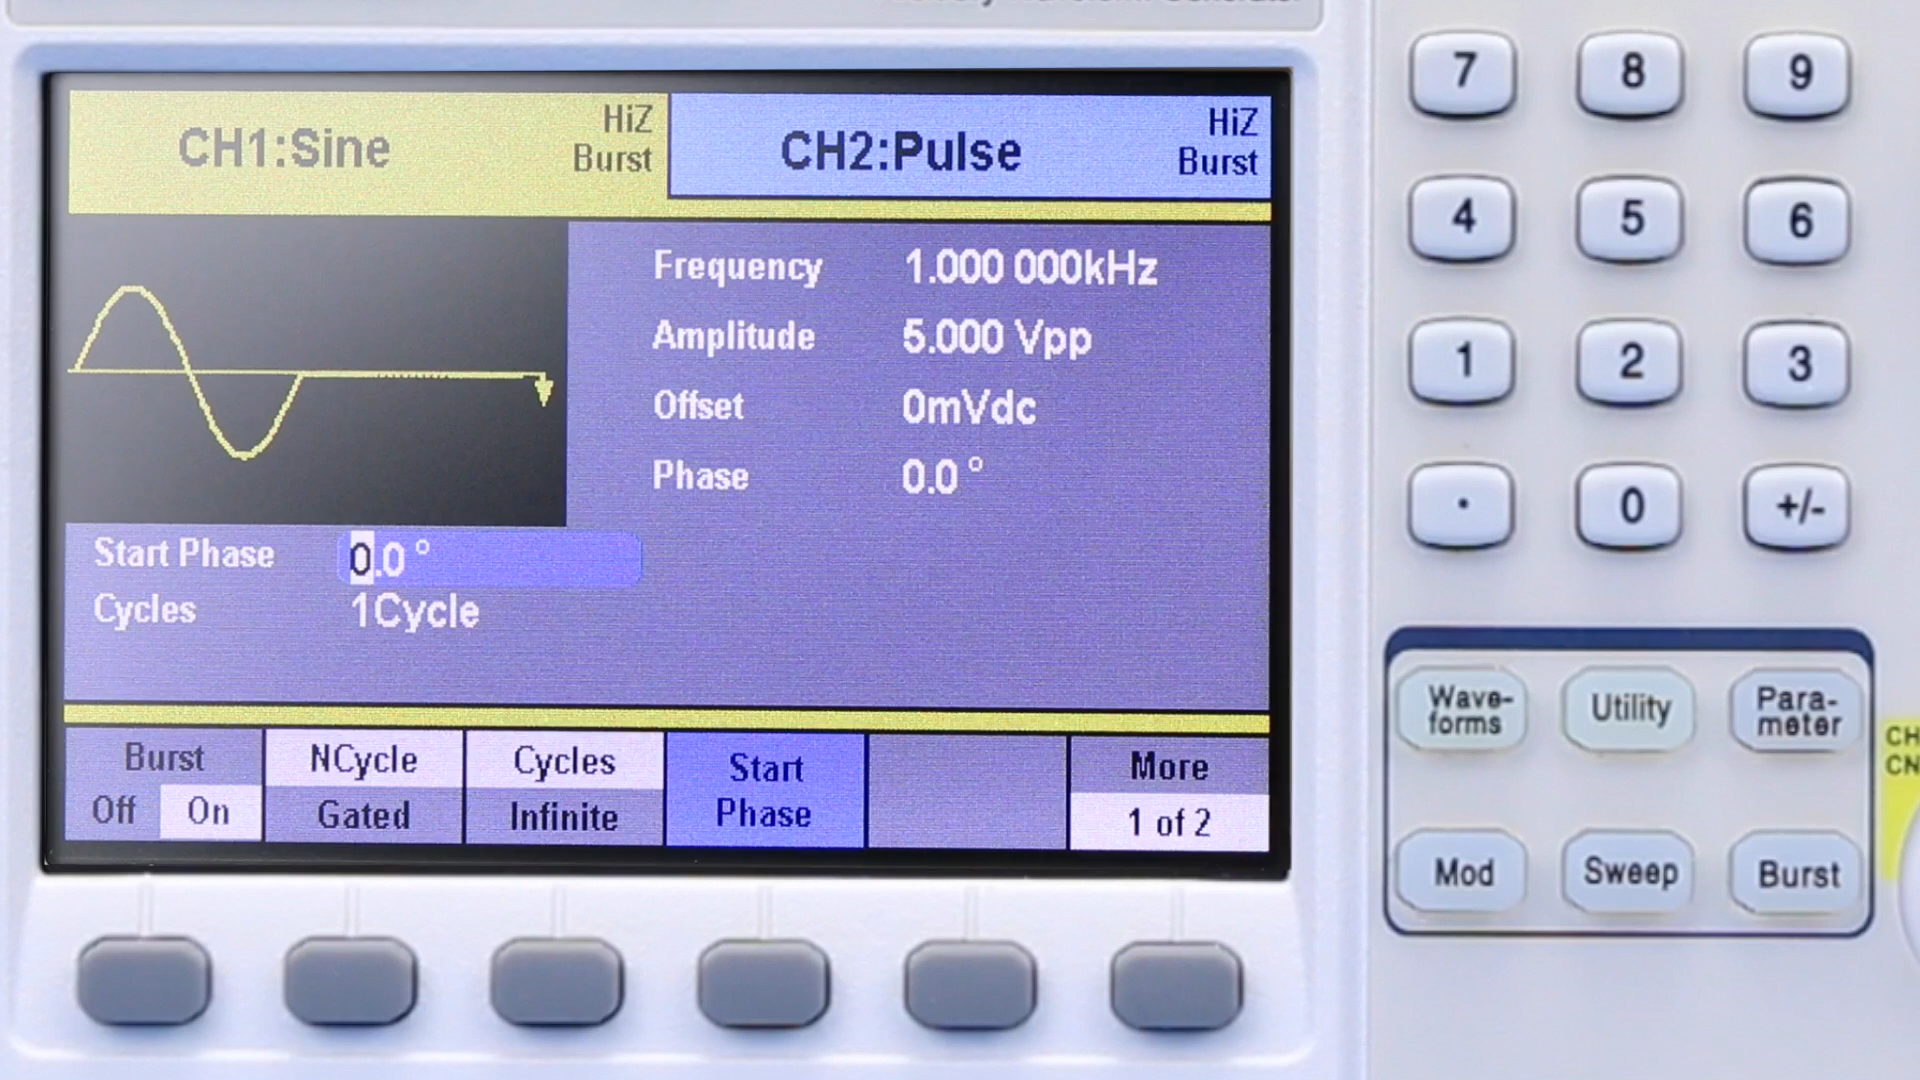 CH1:Sine
HiZ
Burst
CH2:Pulse
HiZ
Burst
Frequency 1.000 000kHz
Amplitude 5.000 Vpp
Offset 0mVdc
Phase 0.0 °
Start Phase 0.0 °
Cycles 1Cycle
Burst
Off On
NCycle
Gated
Cycles
Infinite
Start
Phase
More
1 of 2
7 8 9
4 5 6
1 2 3
· 0 +/-
Wave-
forms
Utility
Para-
meter
Mod
Sweep
Burst
CH
CN